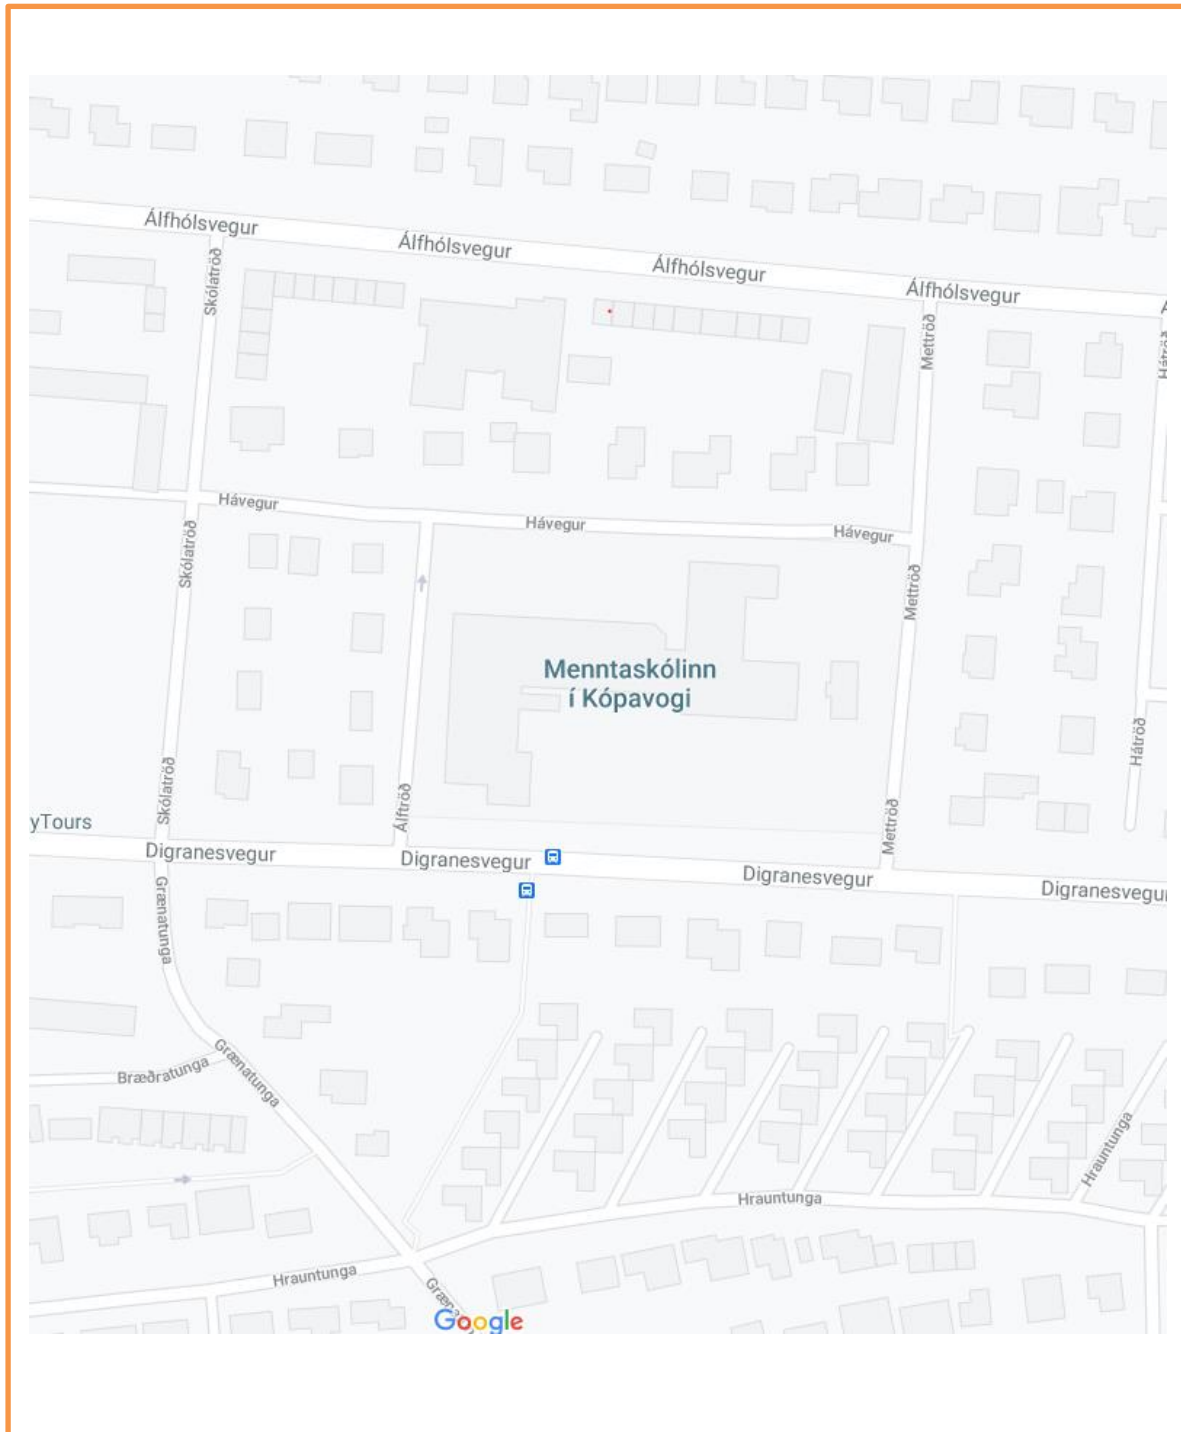 Álfhólsvegur
Álfhólsvegur
Álfhólsvegur
Álfhólsvegur
Skólatröð
Mettröð
Hátröð
Hávegur
Hávegur
Hávegur
Skólatröð
Mettröð
Menntaskólinn
í Kópavogi
Hátröð
Skólatröð
Álftröð
Mettröð
yTours
Digranesvegur
Digranesvegur
Digranesvegur
Digranesvegur
Grænatunga
Grænatunga
Bræðratunga
Hrauntunga
Hrauntunga
Hrauntunga
Google